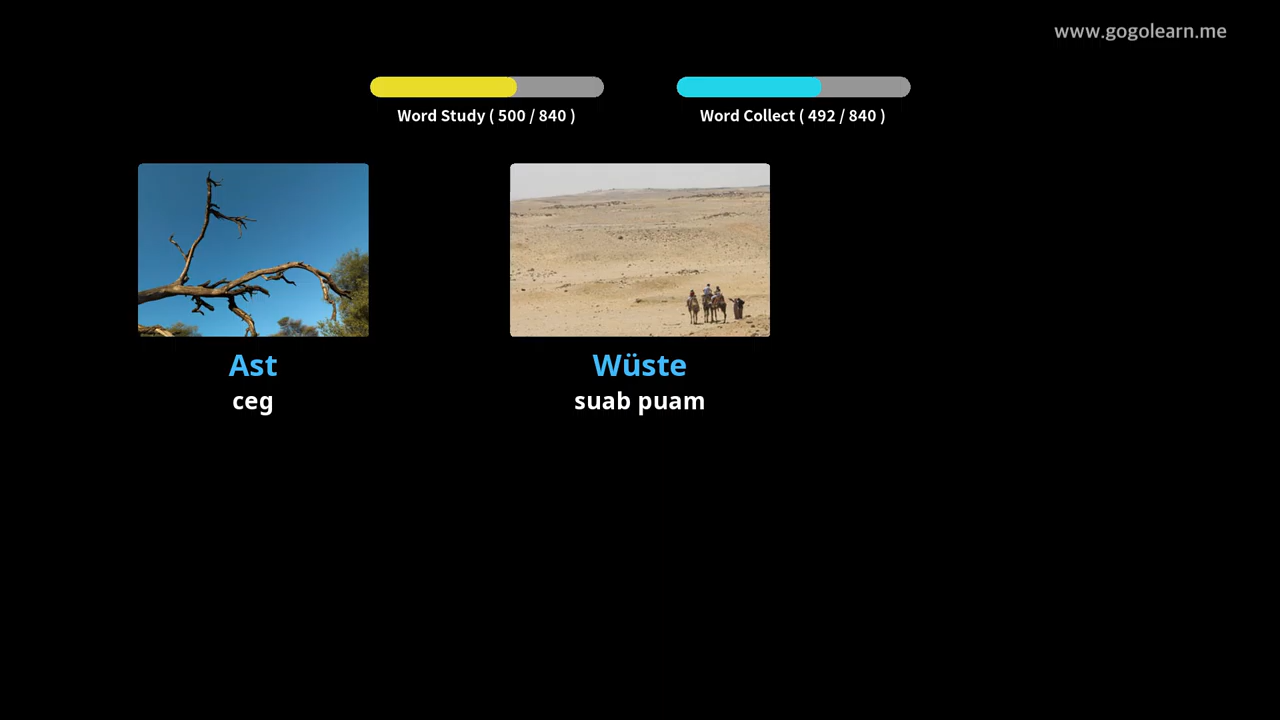 www.gogolearn.me
Word Study ( 500 / 840 )
Word Collect ( 492 / 840 )
Ast
ceg
Wüste
suab puam